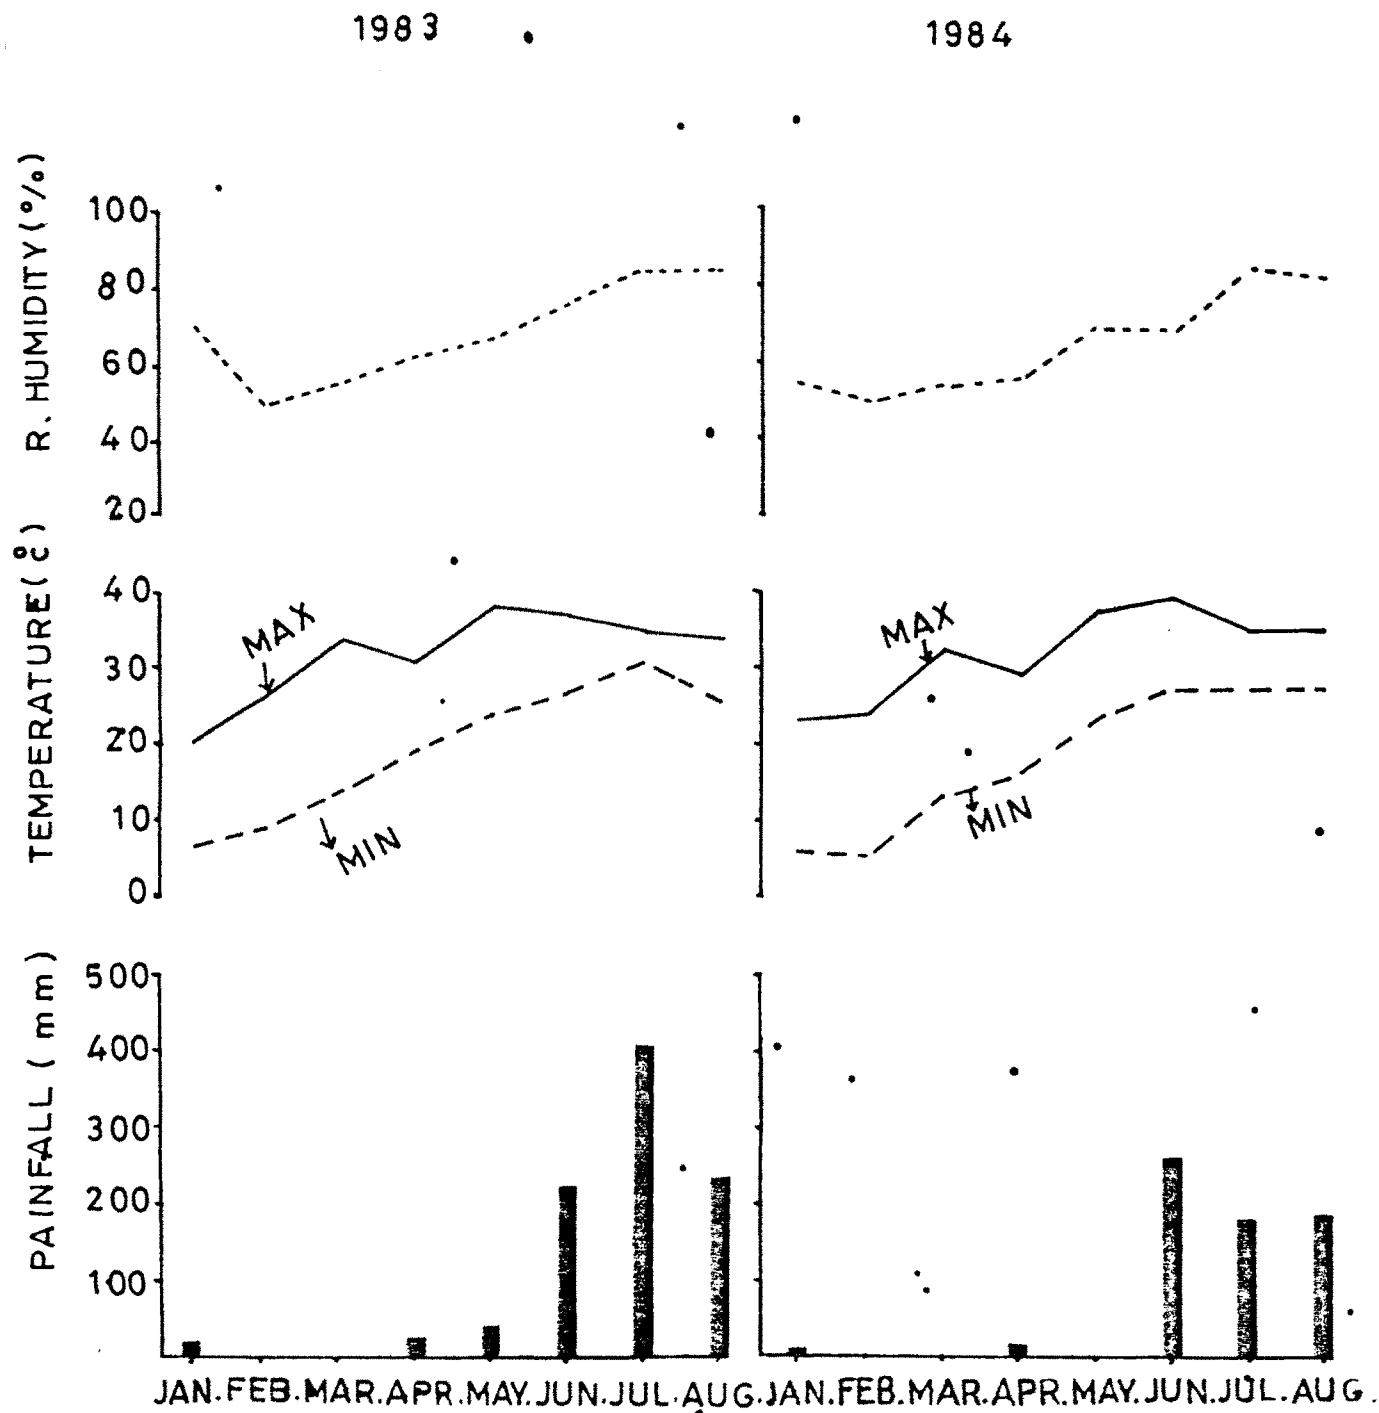 1983 1984
R. HUMIDITY (%)
100
80
60
40
20
TEMPERATURE (°C)
40
30
20
10
0
MAX
MIN
MAX
MIN
PAINFALL (mm)
500
400
300
200
100
JAN. FEB. MAR. APR. MAY. JUN. JUL. AUG. JAN. FEB. MAR. APR. MAY. JUN. JUL. AUG.